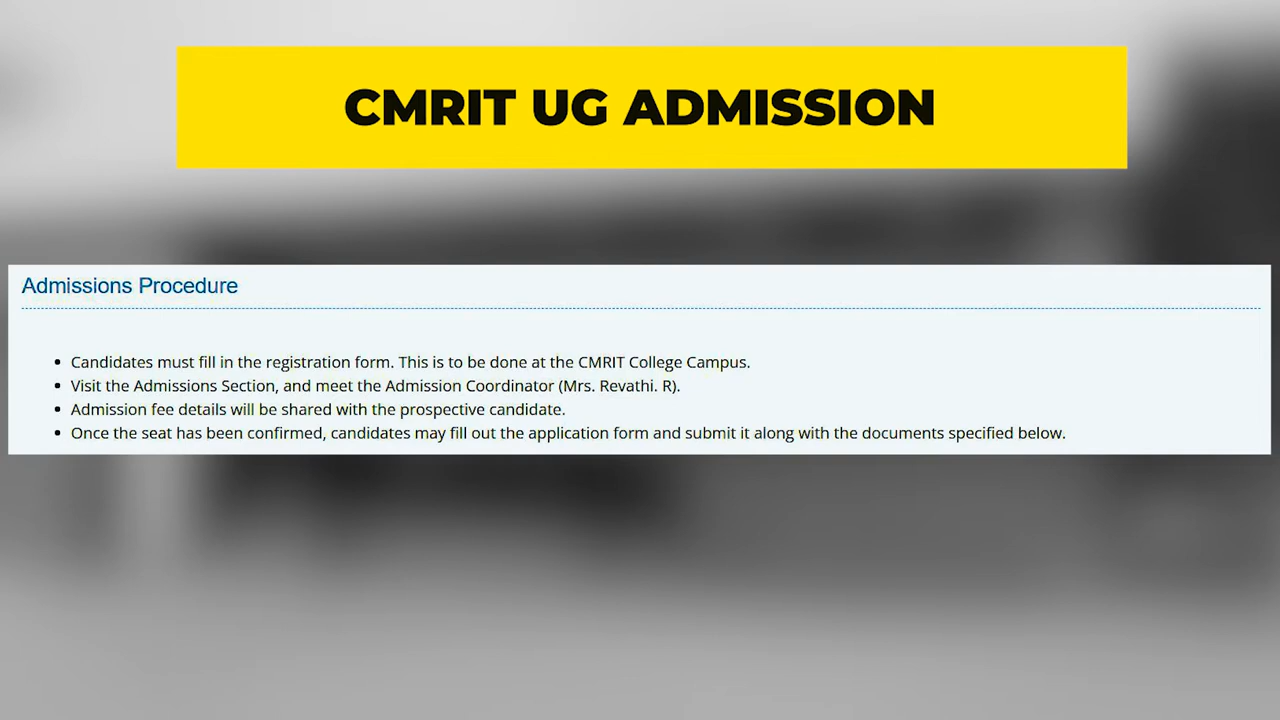 CMRIT UG ADMISSION
Admissions Procedure
• Candidates must fill in the registration form. This is to be done at the CMRIT College Campus.
• Visit the Admissions Section, and meet the Admission Coordinator (Mrs. Revathi. R).
• Admission fee details will be shared with the prospective candidate.
• Once the seat has been confirmed, candidates may fill out the application form and submit it along with the documents specified below.